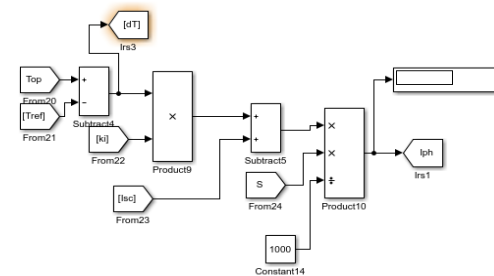 [dT]
Irs3
Top
From20
+
−
Subtract4
[Tref]
From21
[ki]
From22
×
Product9
+
+
Subtract5
[Isc]
From23
S
From24
×
×
÷
Product10
Iph
Irs1
1000
Constant14